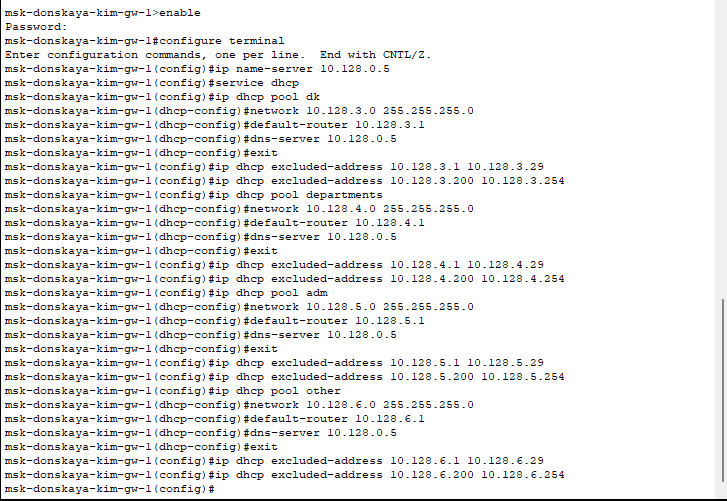 msk-donskaya-kim-gw-1>enable
Password:
msk-donskaya-kim-gw-1#configure terminal
Enter configuration commands, one per line.  End with CNTL/Z.
msk-donskaya-kim-gw-1(config)#ip name-server 10.128.0.5
msk-donskaya-kim-gw-1(config)#service dhcp
msk-donskaya-kim-gw-1(config)#ip dhcp pool dk
msk-donskaya-kim-gw-1(dhcp-config)#network 10.128.3.0 255.255.255.0
msk-donskaya-kim-gw-1(dhcp-config)#default-router 10.128.3.1
msk-donskaya-kim-gw-1(dhcp-config)#dns-server 10.128.0.5
msk-donskaya-kim-gw-1(dhcp-config)#exit
msk-donskaya-kim-gw-1(config)#ip dhcp excluded-address 10.128.3.1 10.128.3.29
msk-donskaya-kim-gw-1(config)#ip dhcp excluded-address 10.128.3.200 10.128.3.254
msk-donskaya-kim-gw-1(config)#ip dhcp pool departments
msk-donskaya-kim-gw-1(dhcp-config)#network 10.128.4.0 255.255.255.0
msk-donskaya-kim-gw-1(dhcp-config)#default-router 10.128.4.1
msk-donskaya-kim-gw-1(dhcp-config)#dns-server 10.128.0.5
msk-donskaya-kim-gw-1(dhcp-config)#exit
msk-donskaya-kim-gw-1(config)#ip dhcp excluded-address 10.128.4.1 10.128.4.29
msk-donskaya-kim-gw-1(config)#ip dhcp excluded-address 10.128.4.200 10.128.4.254
msk-donskaya-kim-gw-1(config)#ip dhcp pool adm
msk-donskaya-kim-gw-1(dhcp-config)#network 10.128.5.0 255.255.255.0
msk-donskaya-kim-gw-1(dhcp-config)#default-router 10.128.5.1
msk-donskaya-kim-gw-1(dhcp-config)#dns-server 10.128.0.5
msk-donskaya-kim-gw-1(dhcp-config)#exit
msk-donskaya-kim-gw-1(config)#ip dhcp excluded-address 10.128.5.1 10.128.5.29
msk-donskaya-kim-gw-1(config)#ip dhcp excluded-address 10.128.5.200 10.128.5.254
msk-donskaya-kim-gw-1(config)#ip dhcp pool other
msk-donskaya-kim-gw-1(dhcp-config)#network 10.128.6.0 255.255.255.0
msk-donskaya-kim-gw-1(dhcp-config)#default-router 10.128.6.1
msk-donskaya-kim-gw-1(dhcp-config)#dns-server 10.128.0.5
msk-donskaya-kim-gw-1(dhcp-config)#exit
msk-donskaya-kim-gw-1(config)#ip dhcp excluded-address 10.128.6.1 10.128.6.29
msk-donskaya-kim-gw-1(config)#ip dhcp excluded-address 10.128.6.200 10.128.6.254
msk-donskaya-kim-gw-1(config)#